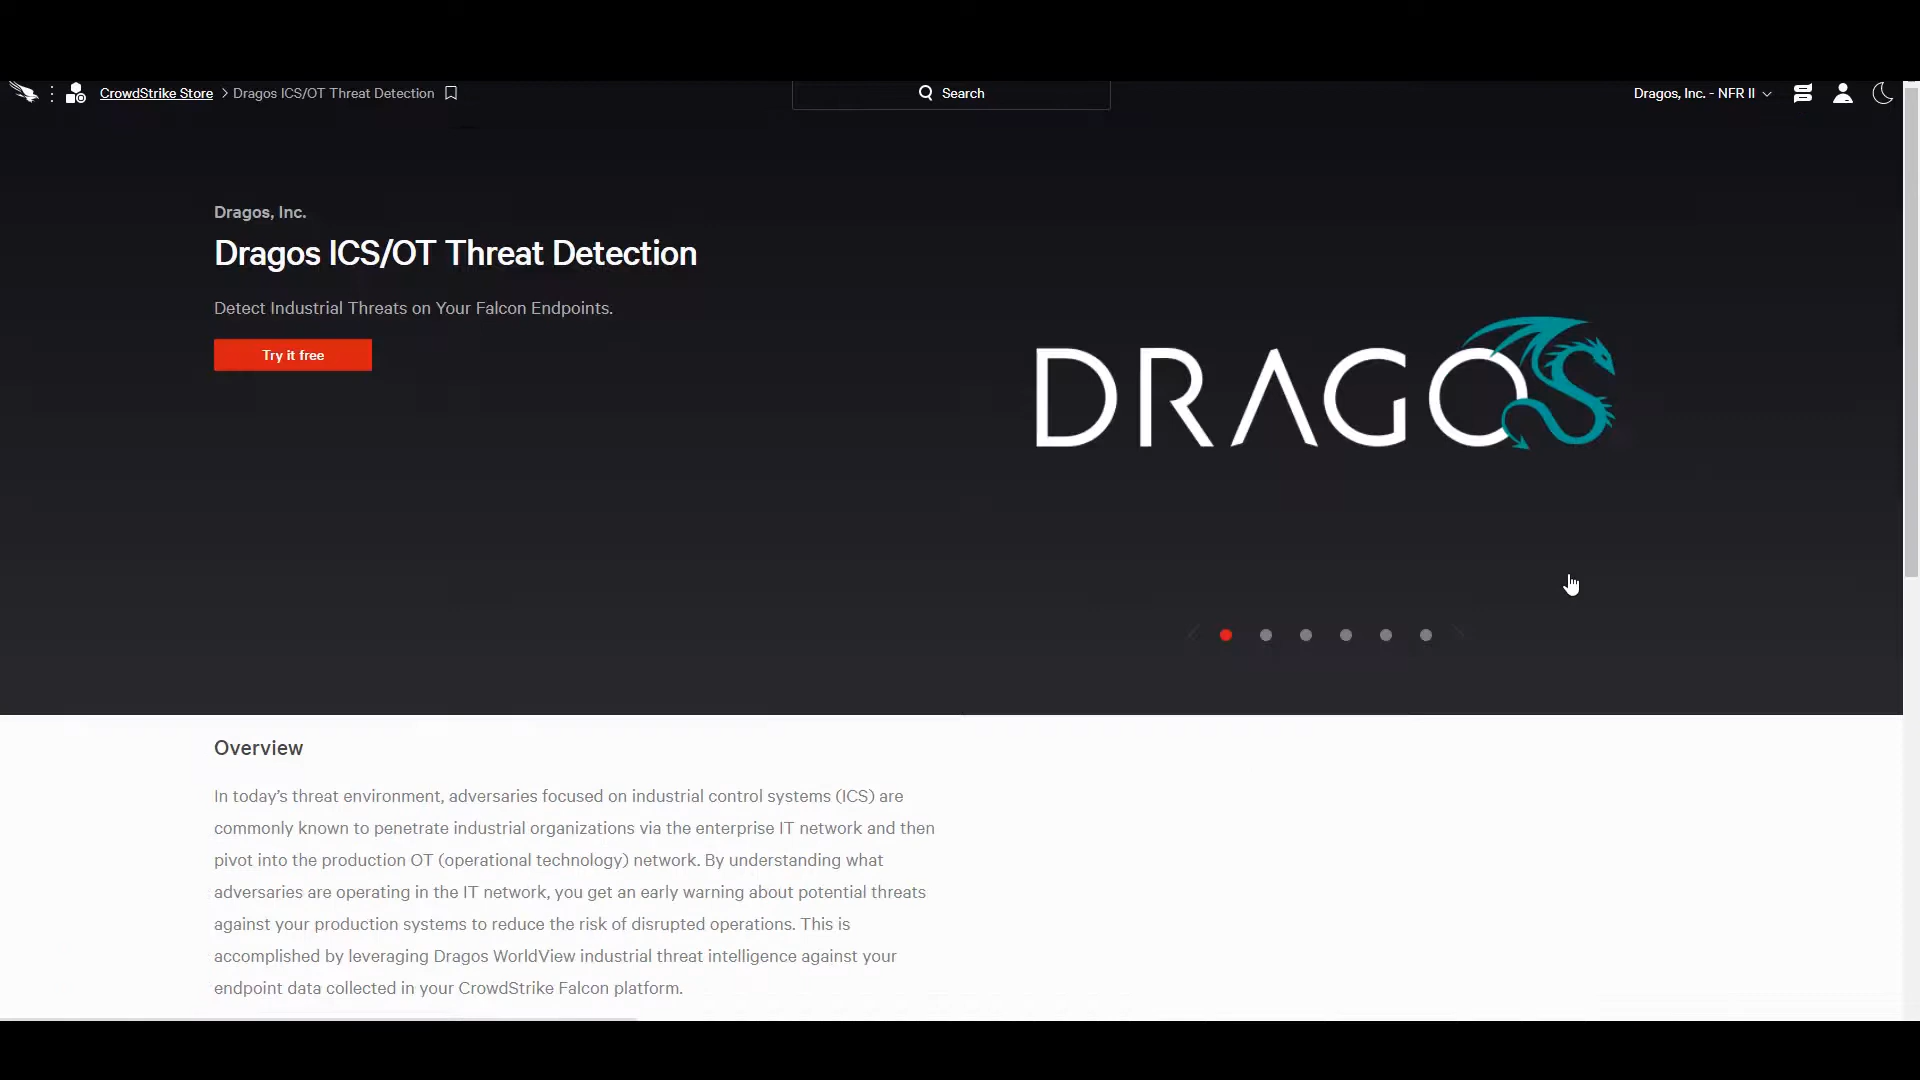 CrowdStrike Store > Dragos ICS/OT Threat Detection
Search
Dragos, Inc. - NFR II
Dragos, Inc.
Dragos ICS/OT Threat Detection
Detect Industrial Threats on Your Falcon Endpoints.
Try it free
DRAGOS
Overview
In today’s threat environment, adversaries focused on industrial control systems (ICS) are
commonly known to penetrate industrial organizations via the enterprise IT network and then
pivot into the production OT (operational technology) network. By understanding what
adversaries are operating in the IT network, you get an early warning about potential threats
against your production systems to reduce the risk of disrupted operations. This is
accomplished by leveraging Dragos WorldView industrial threat intelligence against your
endpoint data collected in your CrowdStrike Falcon platform.